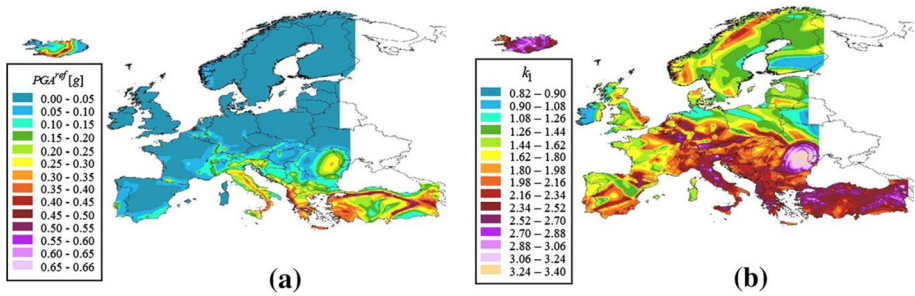 PGA^ref [g]
0.00 - 0.05
0.05 - 0.10
0.10 - 0.15
0.15 - 0.20
0.20 - 0.25
0.25 - 0.30
0.30 - 0.35
0.35 - 0.40
0.40 - 0.45
0.45 - 0.50
0.50 - 0.55
0.55 - 0.60
0.60 - 0.65
0.65 - 0.66
(a)
k₁
0.82 – 0.90
0.90 – 1.08
1.08 – 1.26
1.26 – 1.44
1.44 – 1.62
1.62 – 1.80
1.80 – 1.98
1.98 – 2.16
2.16 – 2.34
2.34 – 2.52
2.52 – 2.70
2.70 – 2.88
2.88 – 3.06
3.06 – 3.24
3.24 – 3.40
(b)